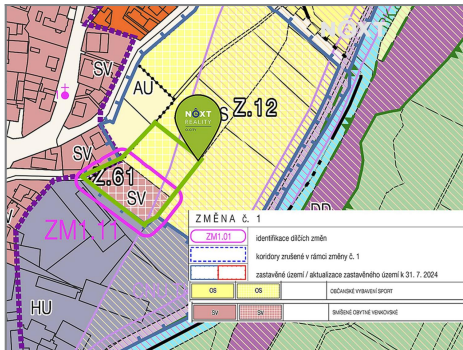 NEXT
SV
AU
NEXT
REALITY
S Z.12
SV
Z.61
SV
ZM1.11
HU
ZMĚNA č. 1
ZM1.01 identifikace dílčích změn
koridory zrušené v rámci změny č. 1
zastavěné území / aktualizace zastavěného území k 31. 7. 2024
OS OS OBČANSKÉ VYBAVENÍ SPORT
SV SV SMÍŠENÉ OBYTNÉ VENKOVSKÉ